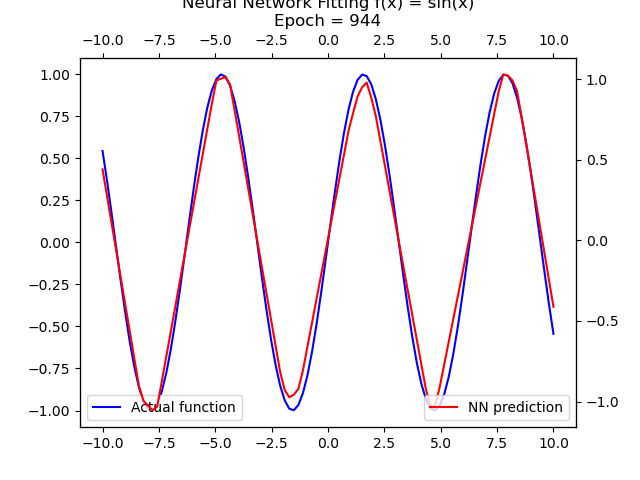 Neural Network Fitting f(x) = sin(x)
Epoch = 944
−10.0 −7.5 −5.0 −2.5 0.0 2.5 5.0 7.5 10.0
1.00
0.75
0.50
0.25
0.00
−0.25
−0.50
−0.75
−1.00
1.0
0.5
0.0
−0.5
−1.0
Actual function
NN prediction
−10.0 −7.5 −5.0 −2.5 0.0 2.5 5.0 7.5 10.0